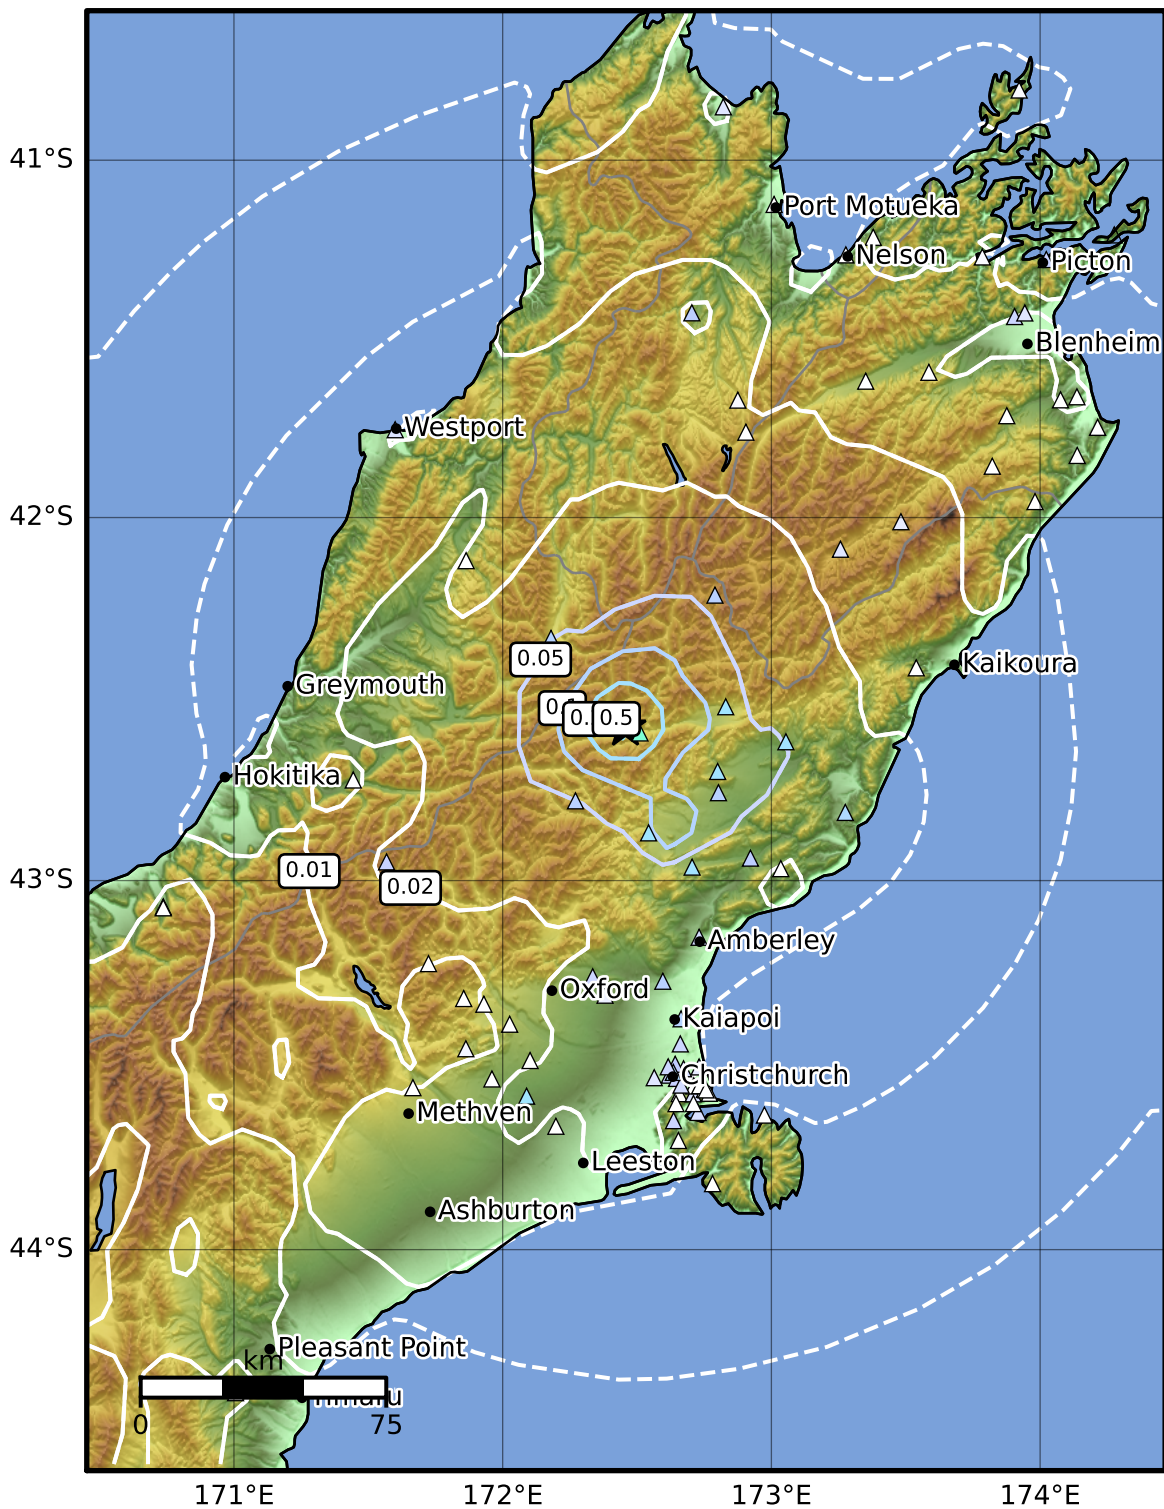 41°S
Port Motueka
Nelson
Picton
Blenheim
Westport
42°S
0.05
Kaikoura
Greymouth
0.5
Hokitika
0.01
0.02
43°S
Amberley
Oxford
Kaiapoi
Christchurch
Methven
Leeston
Ashburton
44°S
Pleasant Point
km
0
75
171°E
172°E
173°E
174°E